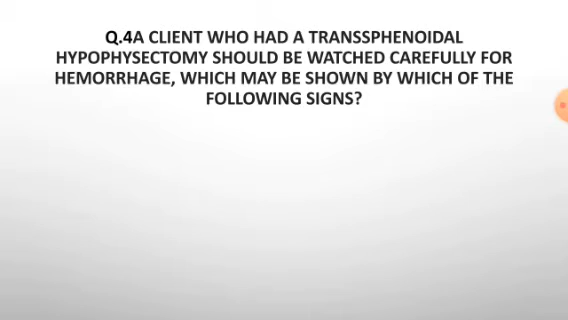 Q.4A CLIENT WHO HAD A TRANSSPHENOIDAL
HYPOPHYSECTOMY SHOULD BE WATCHED CAREFULLY FOR
HEMORRHAGE, WHICH MAY BE SHOWN BY WHICH OF THE
FOLLOWING SIGNS?